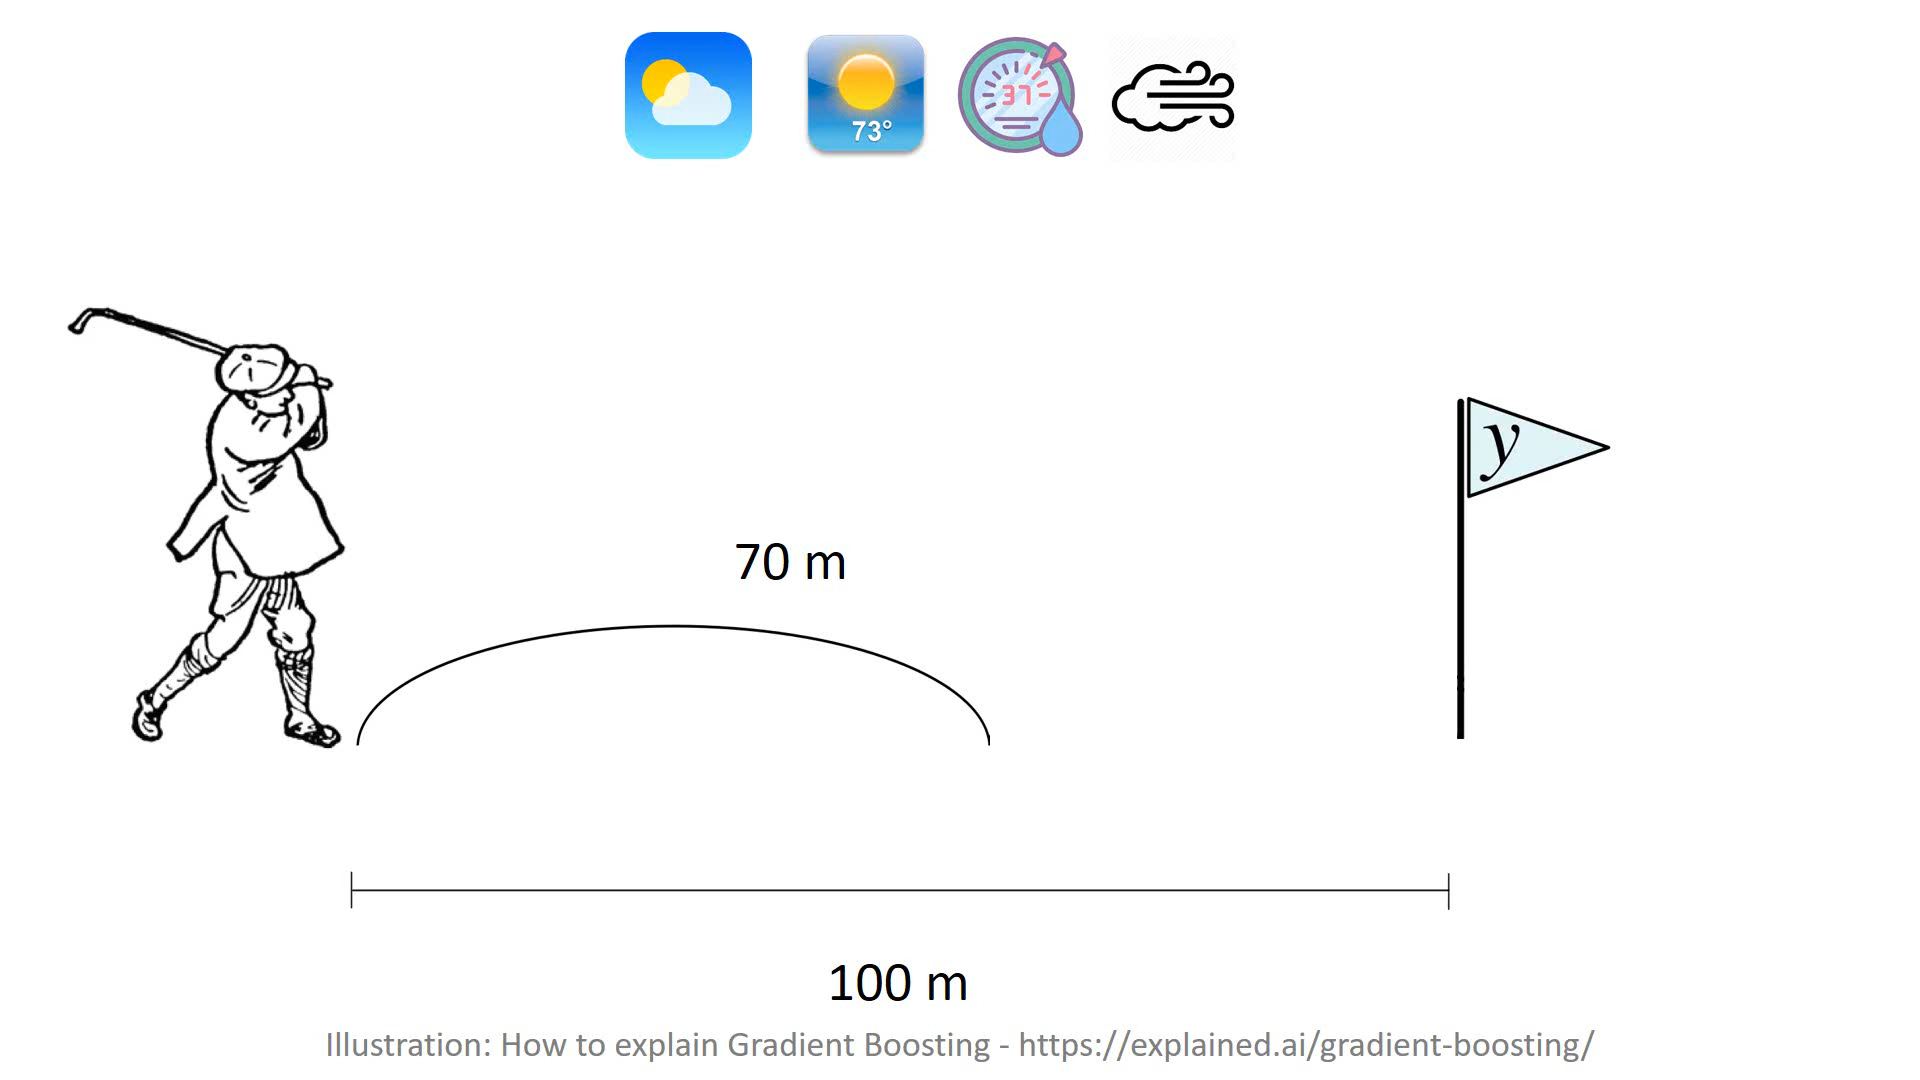 73°
37
y
70 m
100 m
Illustration: How to explain Gradient Boosting - https://explained.ai/gradient-boosting/